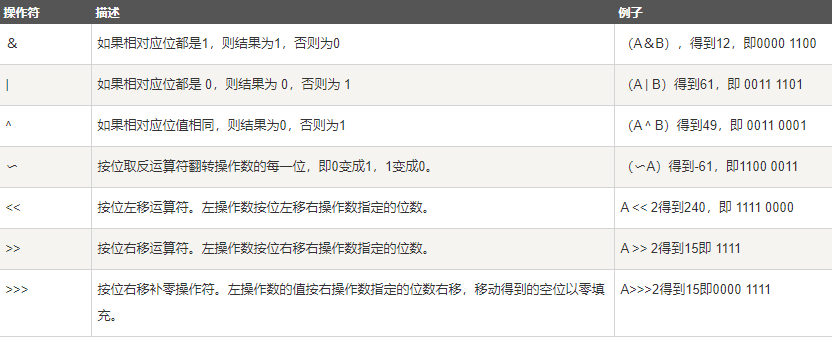 操作符 描述 例子
＆ 如果相对应位都是1，则结果为1，否则为0 （A＆B），得到12，即0000 1100
| 如果相对应位都是 0，则结果为 0，否则为 1 （A | B）得到61，即 0011 1101
^ 如果相对应位值相同，则结果为0，否则为1 （A ^ B）得到49，即 0011 0001
〜 按位取反运算符翻转操作数的每一位，即0变成1，1变成0。 （〜A）得到-61，即1100 0011
<< 按位左移运算符。左操作数按位左移右操作数指定的位数。 A << 2得到240，即 1111 0000
>> 按位右移运算符。左操作数按位右移右操作数指定的位数。 A >> 2得到15即 1111
>>> 按位右移补零操作符。左操作数的值按右操作数指定的位数右移，移动得到的空位以零填 A>>>2得到15即0000 1111
充。